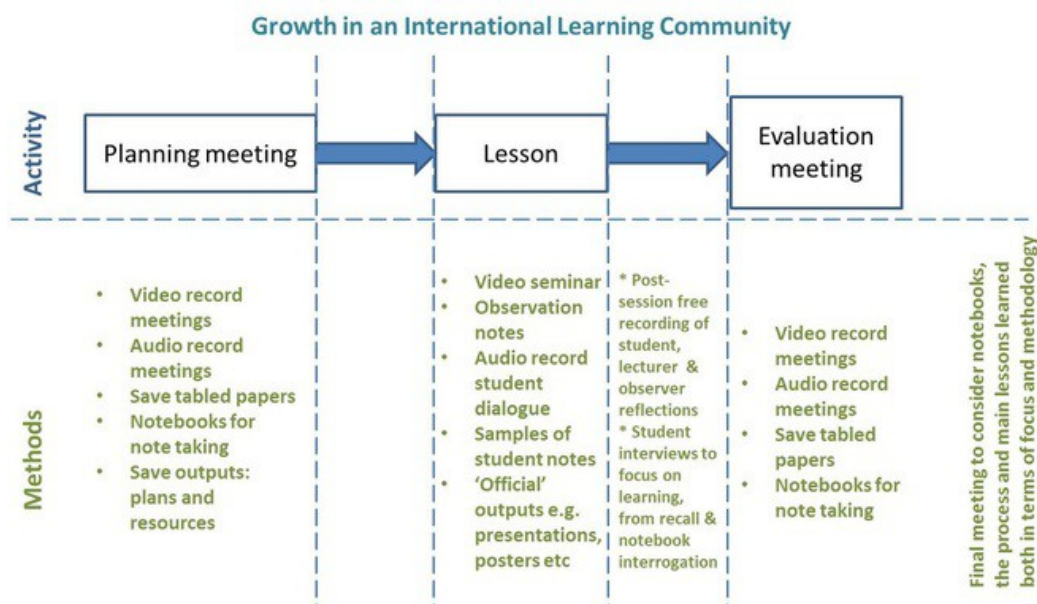 Growth in an International Learning Community
Activity
Planning meeting
Lesson
Evaluation
meeting
Methods
• Video record
meetings
• Audio record
meetings
• Save tabled papers
• Notebooks for
note taking
• Save outputs:
plans and
resources
• Video seminar
• Observation
notes
• Audio record
student
dialogue
• Samples of
student notes
• ‘Official’
outputs e.g.
presentations,
posters etc
* Post-
session free
recording of
student,
lecturer &
observer
reflections
* Student
interviews to
focus on
learning,
from recall &
notebook
interrogation
• Video record
meetings
• Audio record
meetings
• Save tabled
papers
• Notebooks for
note taking
Final meeting to consider notebooks,
the process and main lessons learned
both in terms of focus and methodology